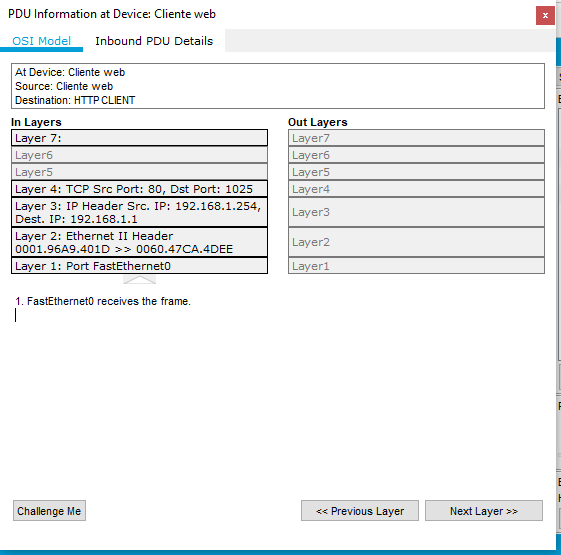 PDU Information at Device: Cliente web
x
OSI Model Inbound PDU Details
At Device: Cliente web
Source: Cliente web
Destination: HTTP CLIENT
In Layers
Layer 7:
Layer6
Layer5
Layer 4: TCP Src Port: 80, Dst Port: 1025
Layer 3: IP Header Src. IP: 192.168.1.254,
Dest. IP: 192.168.1.1
Layer 2: Ethernet II Header
0001.96A9.401D >> 0060.47CA.4DEE
Layer 1: Port FastEthernet0
Out Layers
Layer7
Layer6
Layer5
Layer4
Layer3
Layer2
Layer1
1. FastEthernet0 receives the frame.
Challenge Me
<< Previous Layer
Next Layer >>